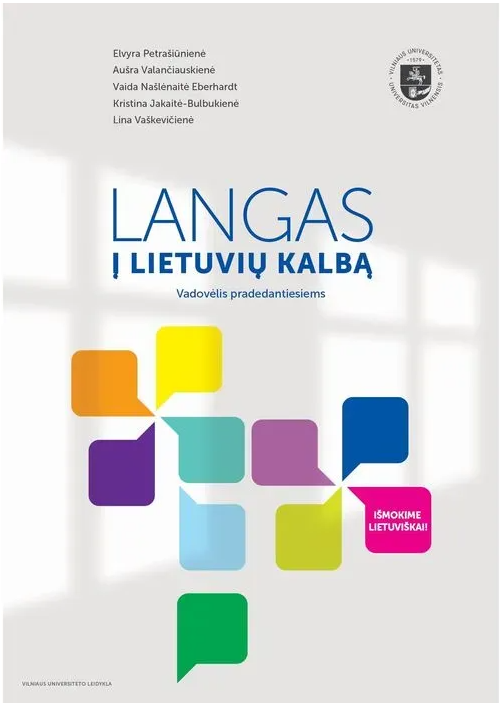 Elvyra Petrašiūnienė
Aušra Valančiauskienė
Vaida Našlėnaitė Eberhardt
Kristina Jakaitė-Bulbukienė
Lina Vaškevičienė
VILNIAUS UNIVERSITETAS
·1579·
UNIVERSITAS VILNENSIS
LANGAS
Į LIETUVIŲ KALBĄ
Vadovėlis pradedantiesiems
IŠMOKIME
LIETUVIŠKAI!
VILNIAUS UNIVERSITETO LEIDYKLA